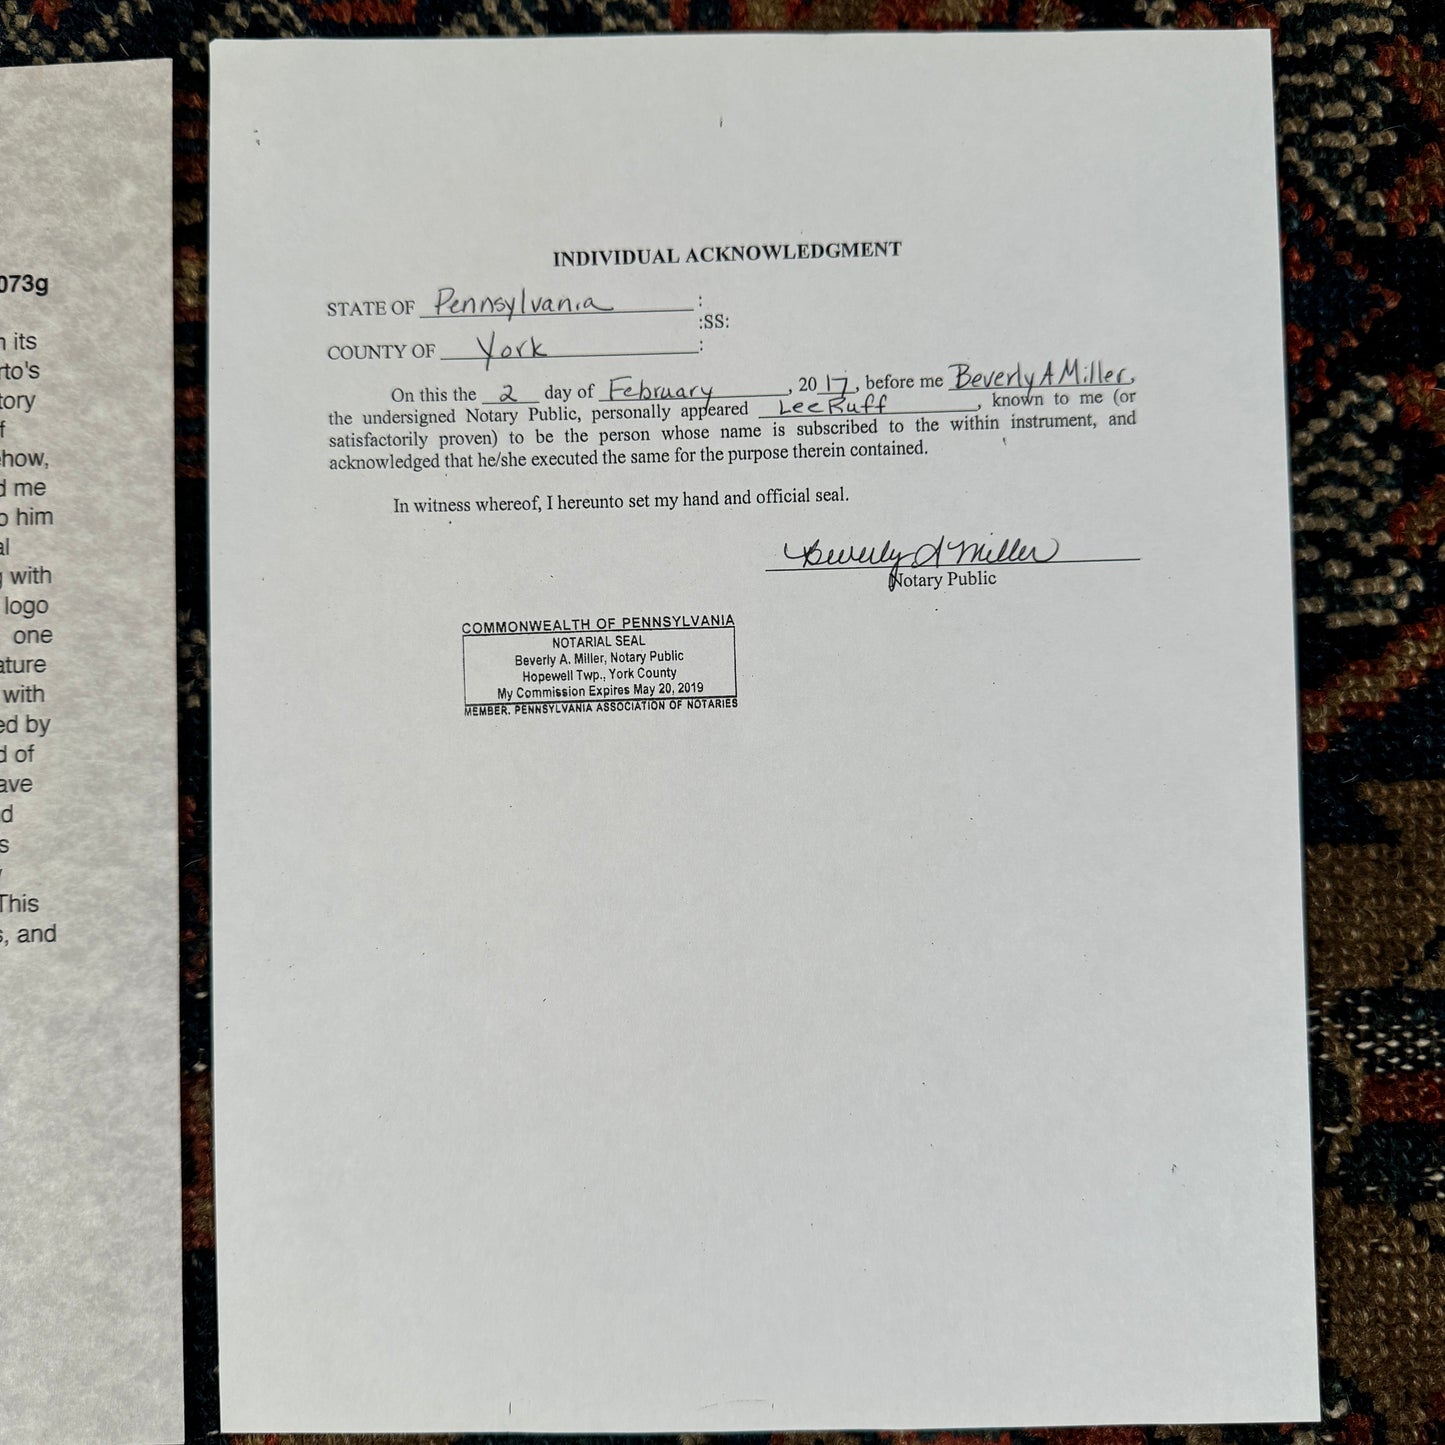 073g
its
rto's
tory
f
how,
d me
o him
al
with
logo
one
ature
with
ed by
d of
ave
d
s
y
This
s, and
INDIVIDUAL ACKNOWLEDGMENT
STATE OF Pennsylvania :
:SS:
COUNTY OF York :
On this the 2 day of February, 2017, before me Beverly A Miller,
the undersigned Notary Public, personally appeared Lee Ruff, known to me (or
satisfactorily proven) to be the person whose name is subscribed to the within instrument, and
acknowledged that he/she executed the same for the purpose therein contained.
In witness whereof, I hereunto set my hand and official seal.
Beverly A Miller
Notary Public
COMMONWEALTH OF PENNSYLVANIA
NOTARIAL SEAL
Beverly A. Miller, Notary Public
Hopewell Twp., York County
My Commission Expires May 20, 2019
MEMBER, PENNSYLVANIA ASSOCIATION OF NOTARIES